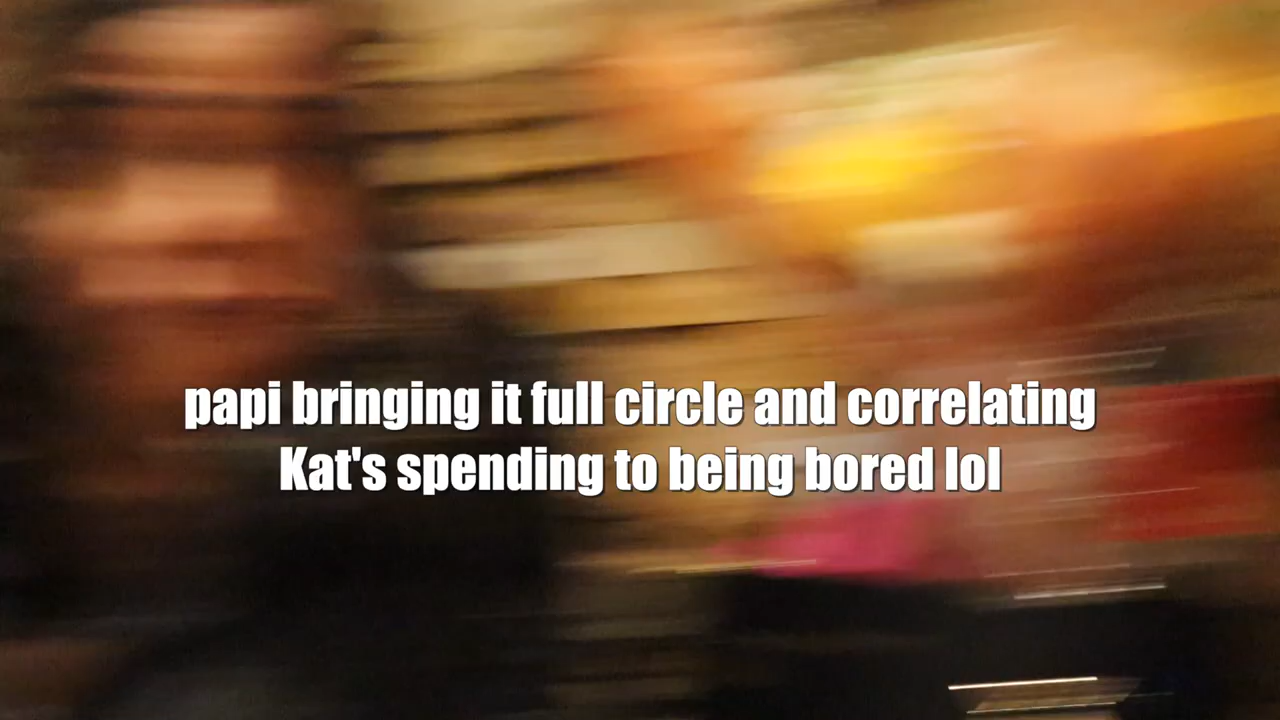 papi bringing it full circle and correlating
Kat's spending to being bored lol